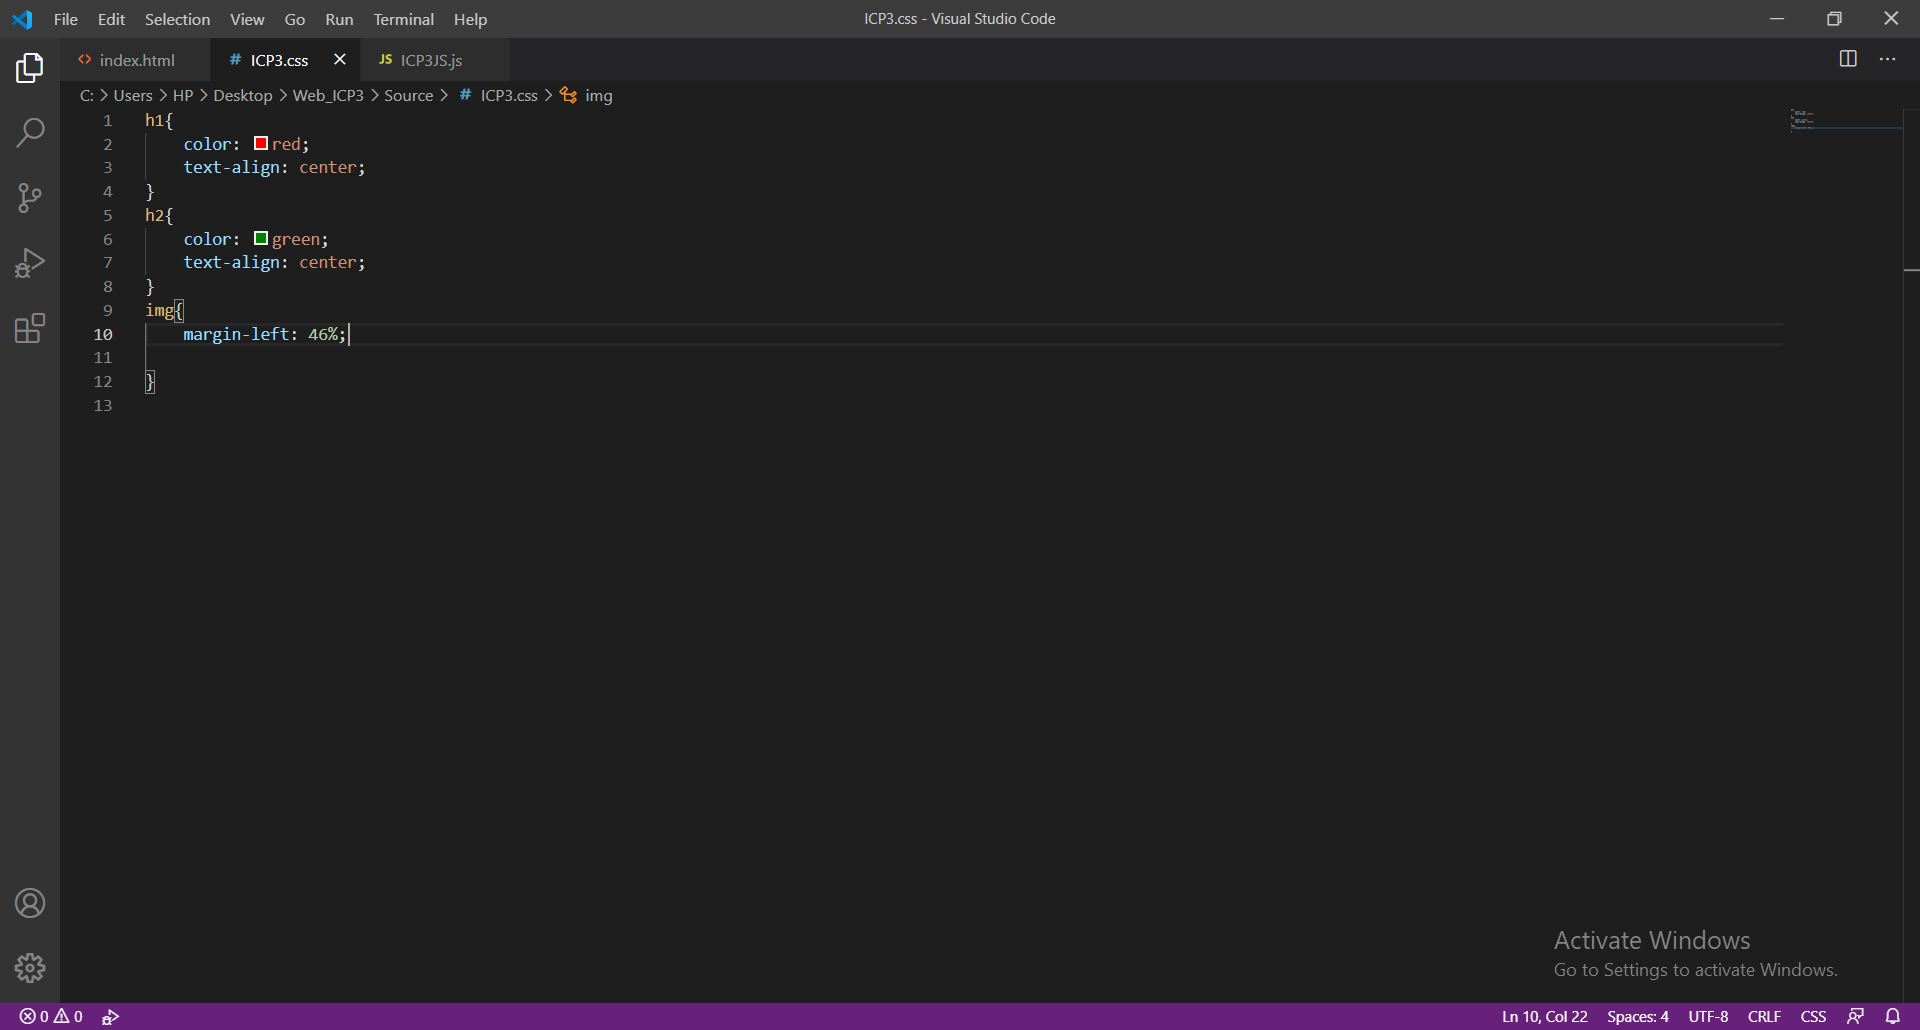 File Edit Selection View Go Run Terminal Help ICP3.css - Visual Studio Code
<> index.html # ICP3.css JS ICP3JS.js
C: > Users > HP > Desktop > Web_ICP3 > Source > # ICP3.css > img
1 h1{
2 color: red;
3 text-align: center;
4 }
5 h2{
6 color: green;
7 text-align: center;
8 }
9 img{
10 margin-left: 46%;
11
12 }
13
Activate Windows
Go to Settings to activate Windows.
0 0 Ln 10, Col 22 Spaces: 4 UTF-8 CRLF CSS